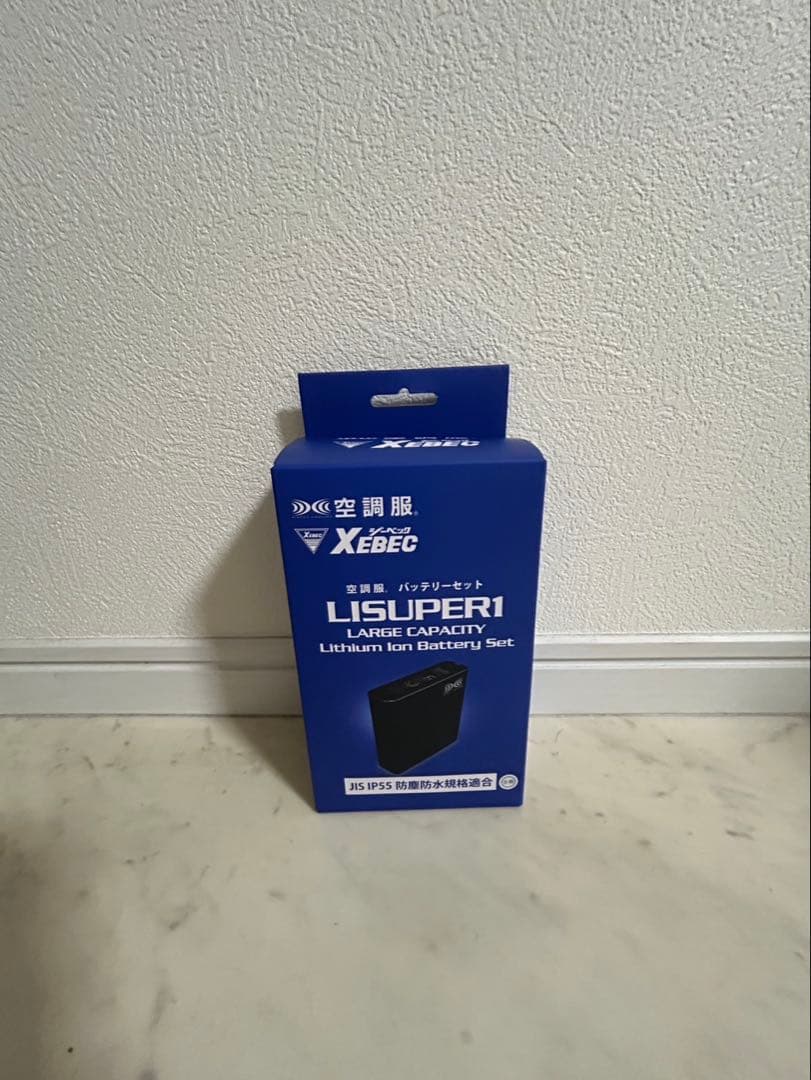 XEBEC
空調服®
XEBEC
ジーベック
XEBEC
空調服® バッテリーセット
LISUPER1
LARGE CAPACITY
Lithium Ion Battery Set
JIS IP55 防塵防水規格適合